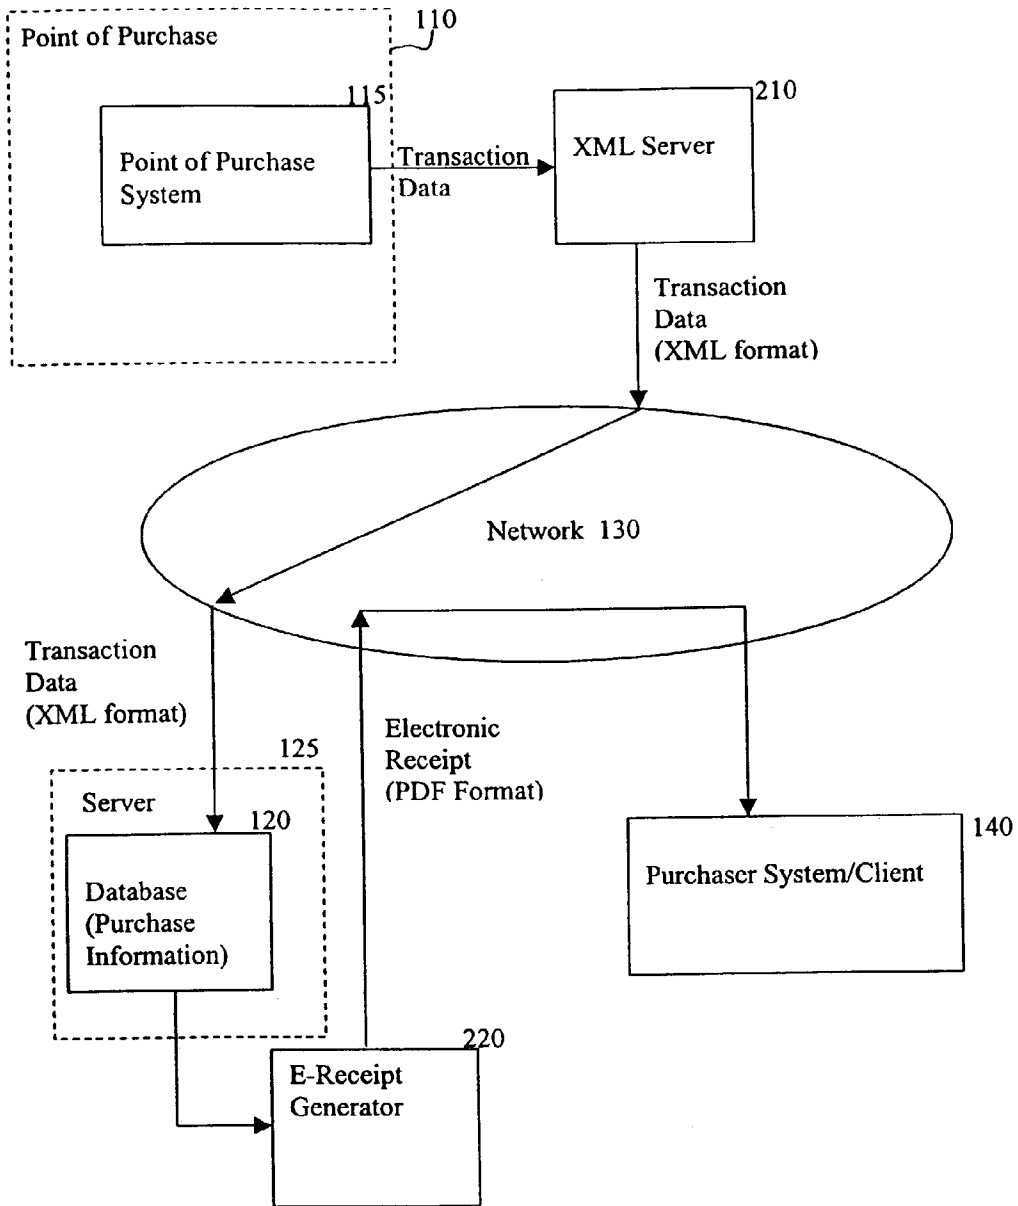 Point of Purchase
110
115
Point of Purchase
System
Transaction
Data
210
XML Server
Transaction
Data
(XML format)
Network 130
Transaction
Data
(XML format)
Electronic
Receipt
(PDF Format)
125
Server
120
Database
(Purchase
Information)
140
Purchaser System/Client
220
E-Receipt
Generator